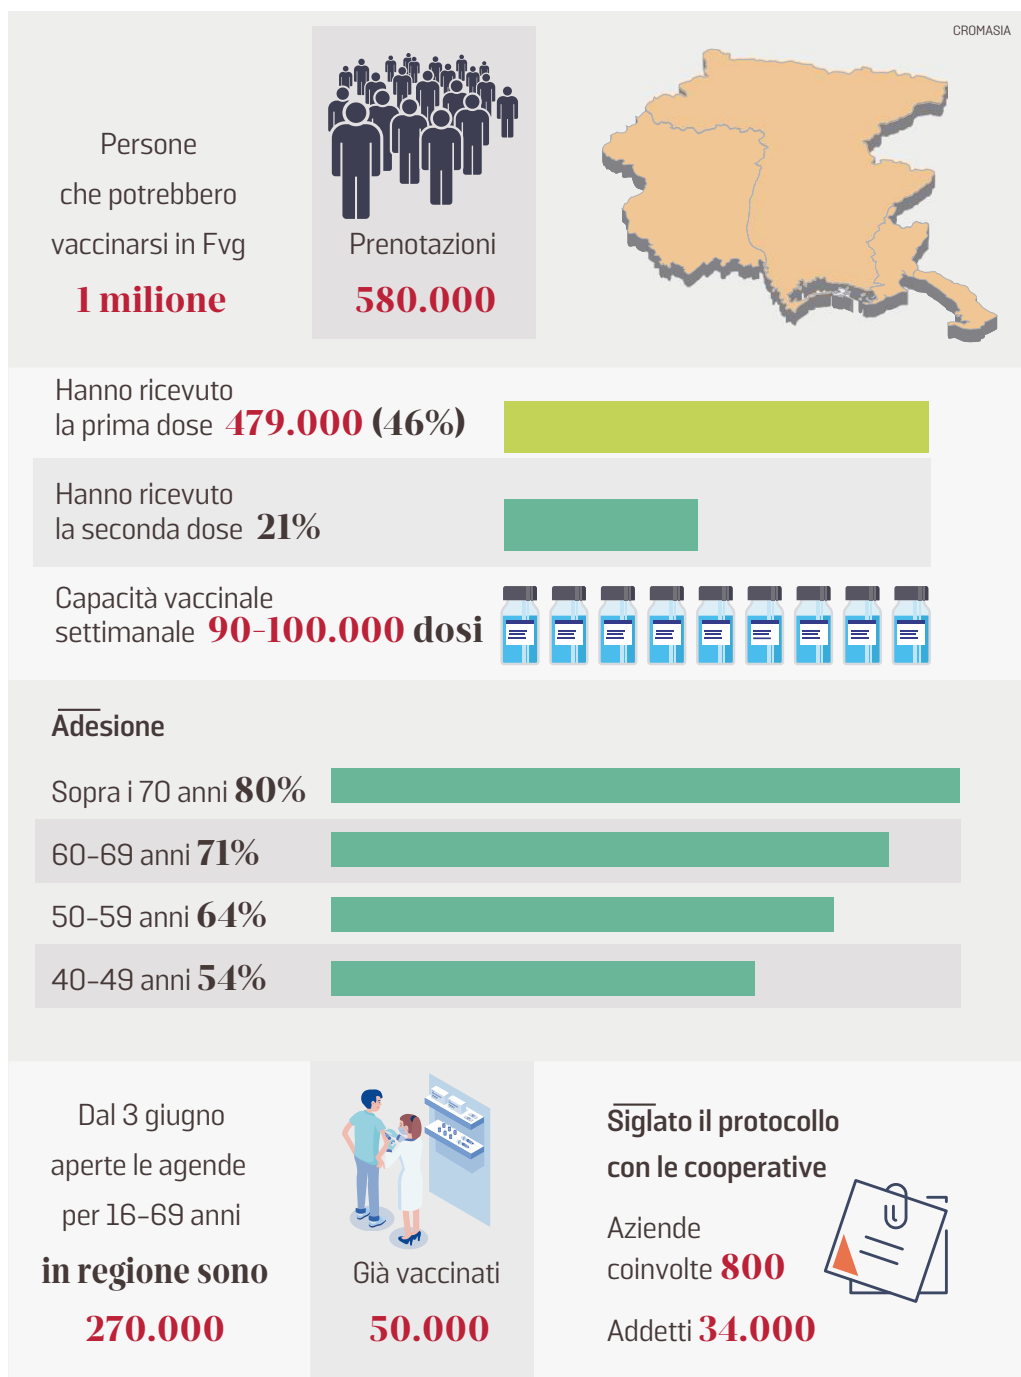 CROMASIA
Persone
che potrebbero
vaccinarsi in Fvg
1 milione
Prenotazioni
580.000
Hanno ricevuto
la prima dose 479.000 (46%)
Hanno ricevuto
la seconda dose 21%
Capacità vaccinale
settimanale 90-100.000 dosi
Adesione
Sopra i 70 anni 80%
60-69 anni 71%
50-59 anni 64%
40-49 anni 54%
Dal 3 giugno
aperte le agende
per 16-69 anni
in regione sono
270.000
Già vaccinati
50.000
Siglato il protocollo
con le cooperative
Aziende
coinvolte 800
Addetti 34.000